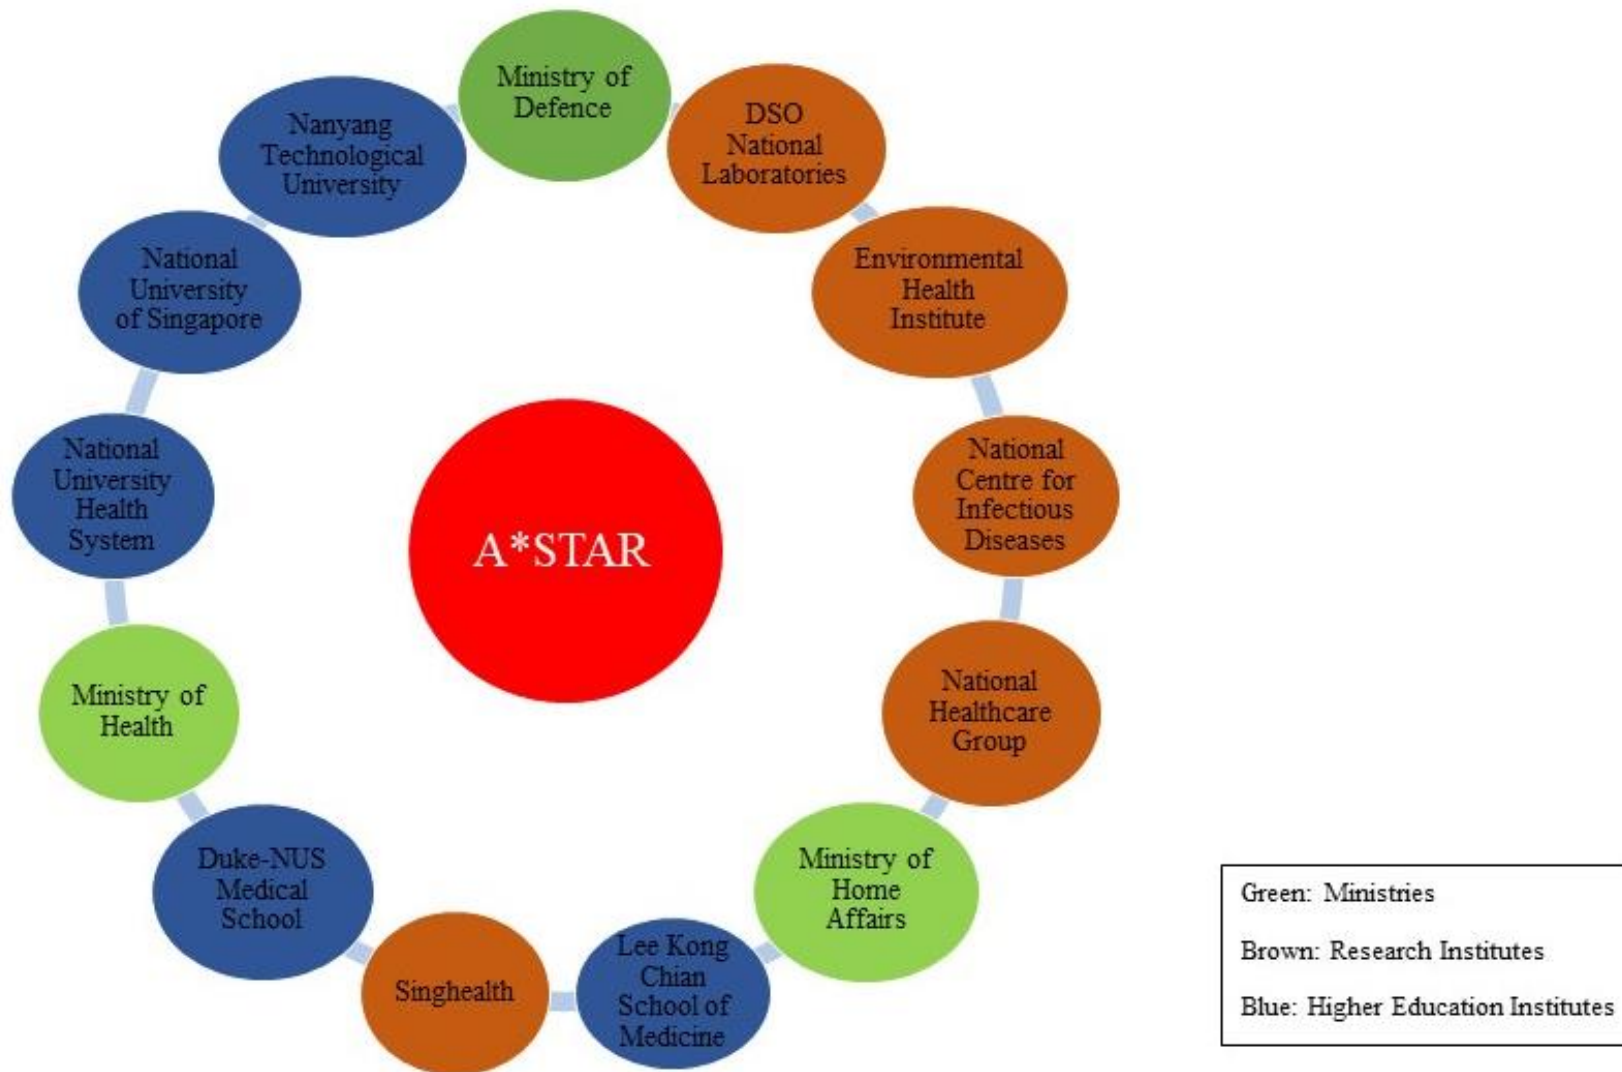 Ministry of
Defence
DSO
National
Laboratories
Environmental
Health
Institute
National
Centre for
Infectious
Diseases
National
Healthcare
Group
Ministry of
Home
Affairs
Lee Kong
Chian
School of
Medicine
Singhealth
Duke-NUS
Medical
School
Ministry of
Health
National
University
Health
System
National
University
of Singapore
Nanyang
Technological
University
A*STAR
Green: Ministries
Brown: Research Institutes
Blue: Higher Education Institutes